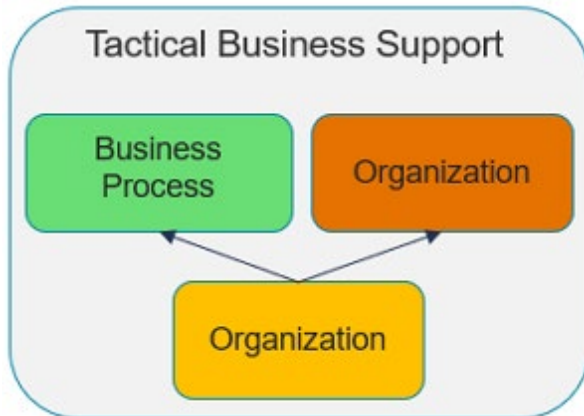 Tactical Business Support
Business
Process
Organization
Organization